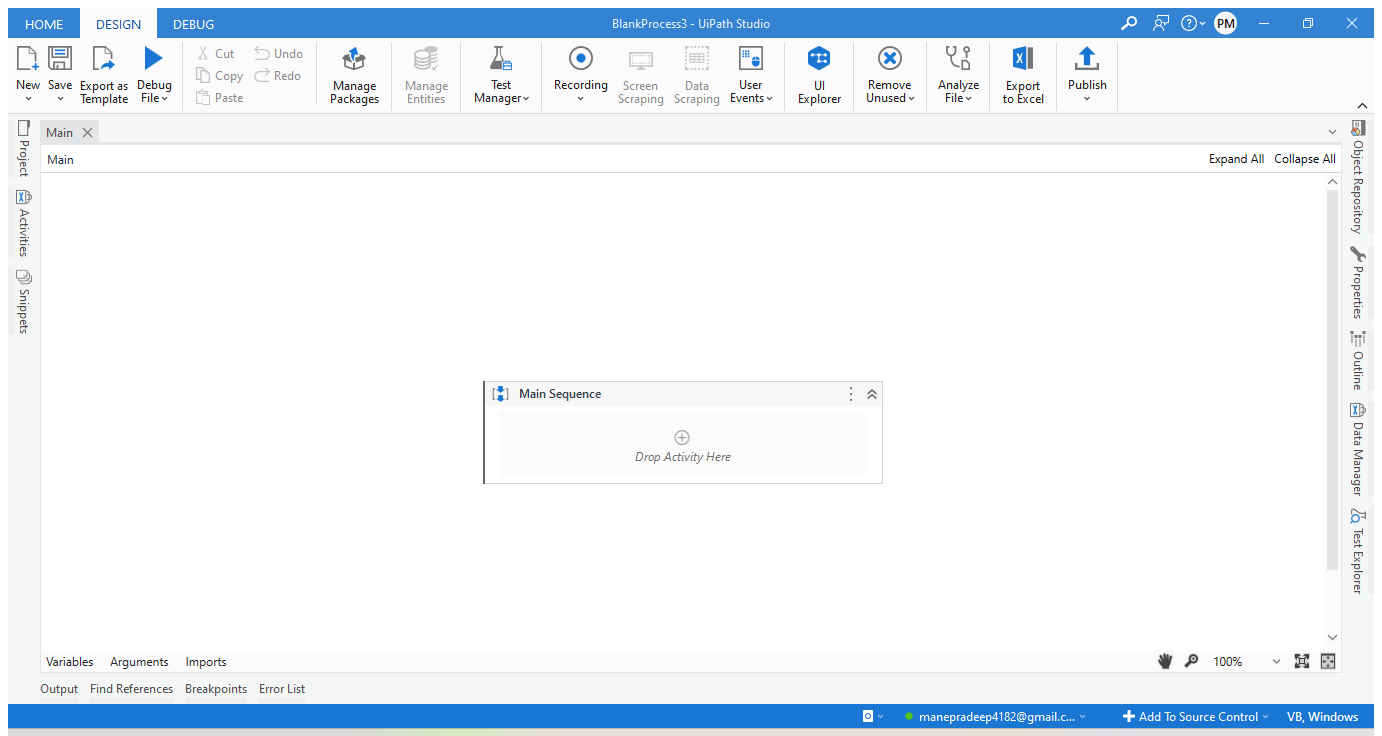 HOME DESIGN DEBUG BlankProcess3 - UiPath Studio PM
New Save Export as Template Debug File Cut Copy Paste Undo Redo Manage Packages Manage Entities Test Manager Recording Screen Scraping Data Scraping User Events UI Explorer Remove Unused Analyze File Export to Excel Publish
Main
Main Expand All Collapse All
Project
Activities
Snippets
Main Sequence
Drop Activity Here
Object Repository
Properties
Outline
Data Manager
Test Explorer
Variables Arguments Imports 100%
Output Find References Breakpoints Error List
manepradeep4182@gmail.c... Add To Source Control VB, Windows